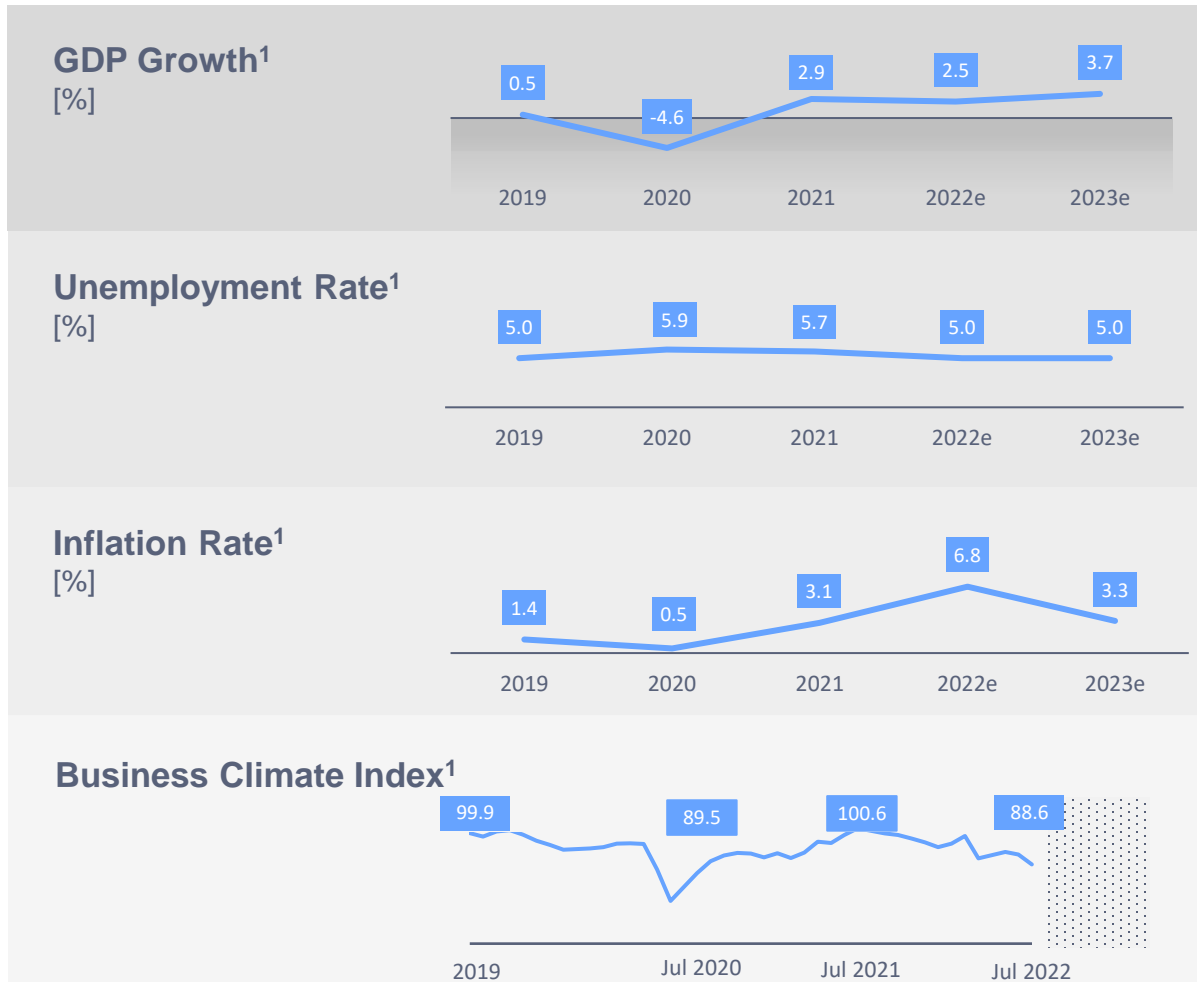 GDP Growth¹
[%]
0.5
-4.6
2.9
2.5
3.7
2019
2020
2021
2022e
2023e
Unemployment Rate¹
[%]
5.0
5.9
5.7
5.0
5.0
2019
2020
2021
2022e
2023e
Inflation Rate¹
[%]
1.4
0.5
3.1
6.8
3.3
2019
2020
2021
2022e
2023e
Business Climate Index¹
99.9
89.5
100.6
88.6
2019
Jul 2020
Jul 2021
Jul 2022